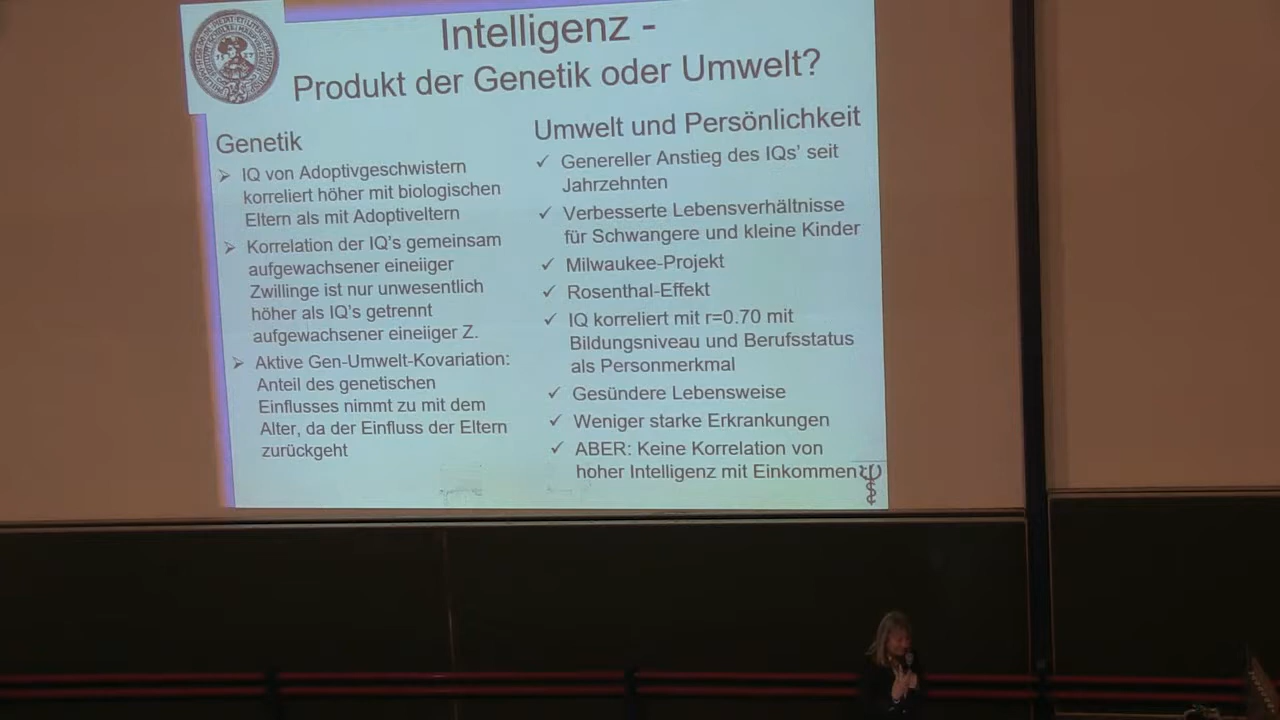 Intelligenz -
Produkt der Genetik oder Umwelt?
Genetik
IQ von Adoptivgeschwistern
korreliert höher mit biologischen
Eltern als mit Adoptiveltern
Korrelation der IQ's gemeinsam
aufgewachsener eineiiger
Zwillinge ist nur unwesentlich
höher als IQ's getrennt
aufgewachsener eineiiger Z.
Aktive Gen-Umwelt-Kovariation:
Anteil des genetischen
Einflusses nimmt zu mit dem
Alter, da der Einfluss der Eltern
zurückgeht
Umwelt und Persönlichkeit
Genereller Anstieg des IQs' seit
Jahrzehnten
Verbesserte Lebensverhältnisse
für Schwangere und kleine Kinder
Milwaukee-Projekt
Rosenthal-Effekt
IQ korreliert mit r=0.70 mit
Bildungsniveau und Berufsstatus
als Personmerkmal
Gesündere Lebensweise
Weniger starke Erkrankungen
ABER: Keine Korrelation von
hoher Intelligenz mit Einkommen